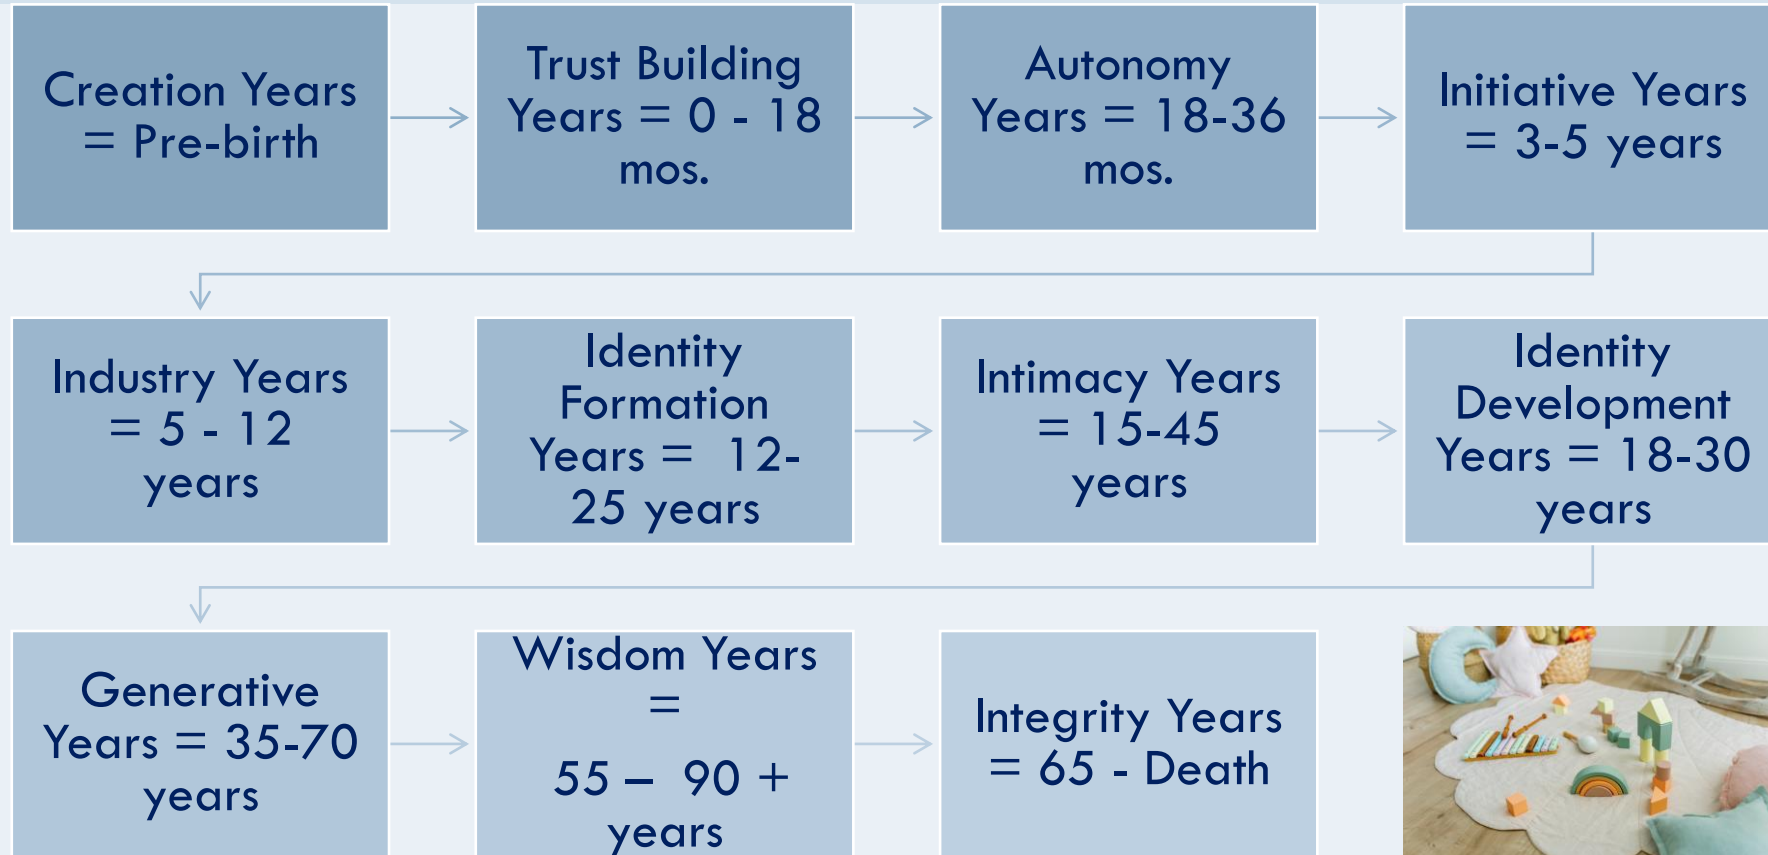 Creation Years
= Pre-birth
Trust Building
Years = 0 - 18
mos.
Autonomy
Years = 18-36
mos.
Initiative Years
= 3-5 years
Industry Years
= 5 - 12
years
Identity
Formation
Years = 12-
25 years
Intimacy Years
= 15-45
years
Identity
Development
Years = 18-30
years
Generative
Years = 35-70
years
Wisdom Years
=
55 – 90 +
years
Integrity Years
= 65 - Death